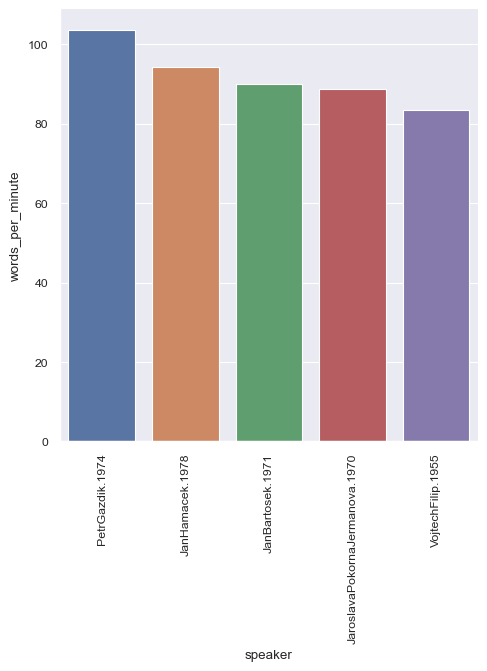 100
80
60
40
20
0
words_per_minute
PetrGazdik.1974
JanHamacek.1978
JanBartosek.1971
JaroslavaPokornaJermanova.1970
VojtechFilip.1955
speaker